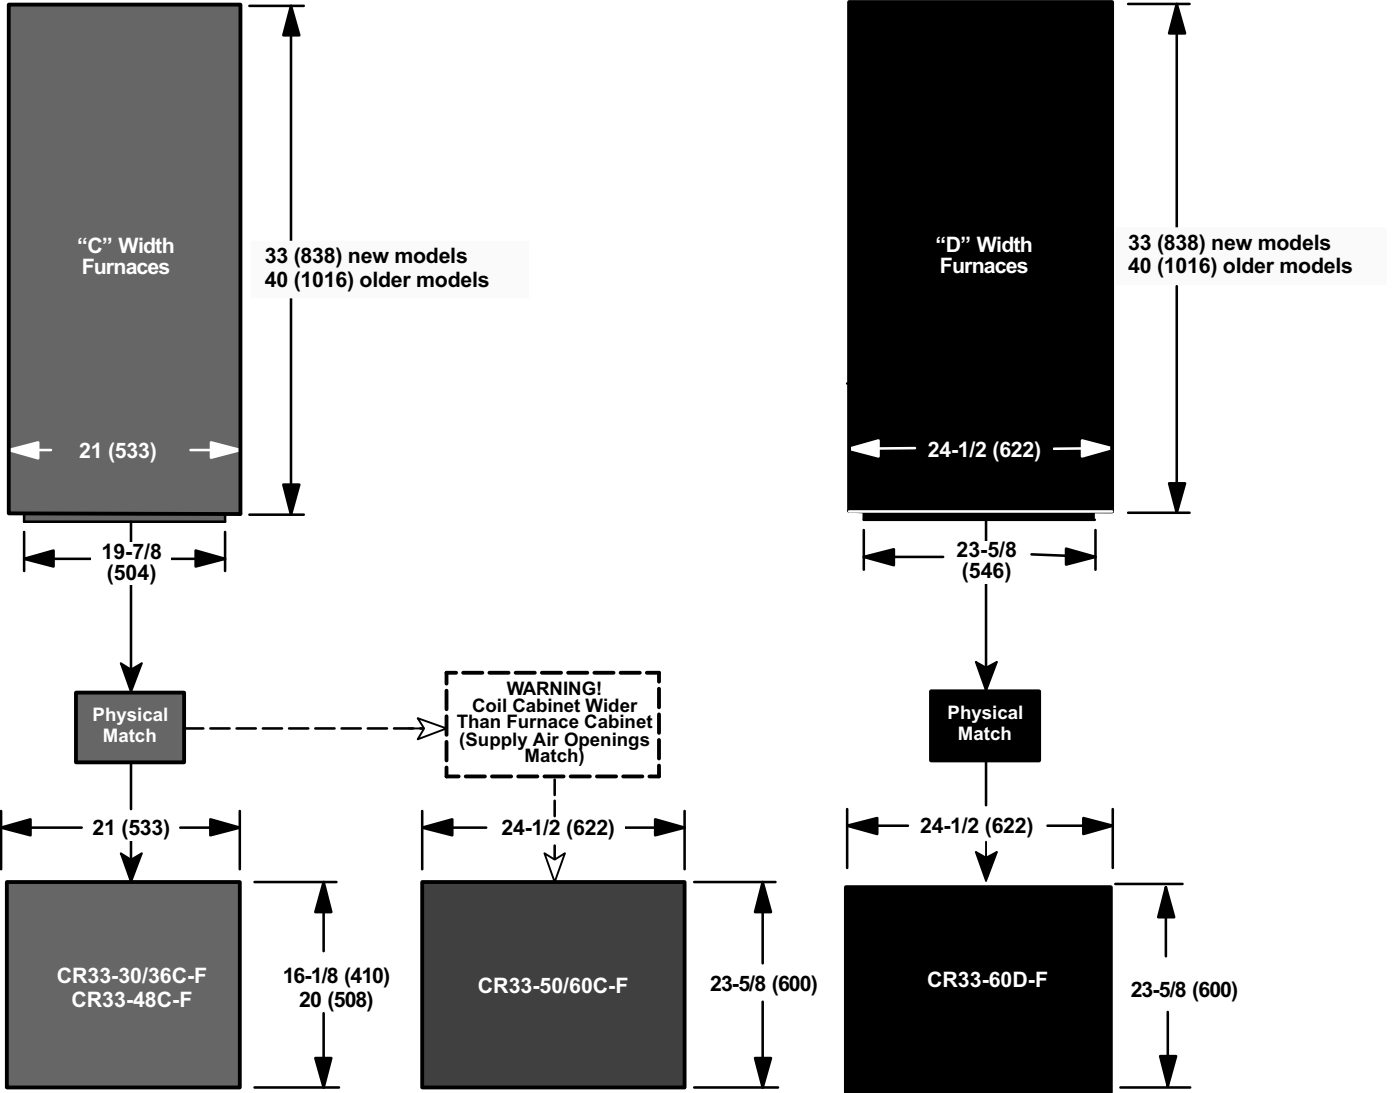 “C” Width
Furnaces
33 (838) new models
40 (1016) older models
21 (533)
19-7/8
(504)
Physical
Match
WARNING!
Coil Cabinet Wider
Than Furnace Cabinet
(Supply Air Openings
Match)
21 (533)
24-1/2 (622)
CR33-30/36C-F
CR33-48C-F
16-1/8 (410)
20 (508)
CR33-50/60C-F
23-5/8 (600)
“D” Width
Furnaces
33 (838) new models
40 (1016) older models
24-1/2 (622)
23-5/8
(546)
Physical
Match
24-1/2 (622)
CR33-60D-F
23-5/8 (600)